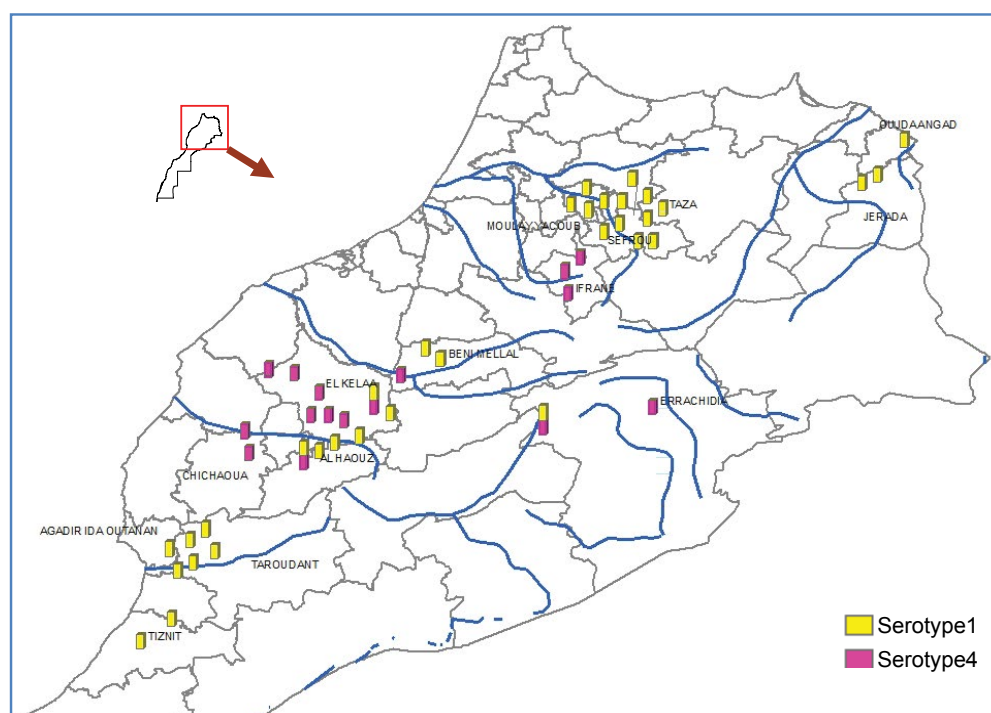 OUJDAANGAD
TAZA
JERADA
MOULAY YACOUB
SEFROU
IFRANE
BENI MELLAL
EL KELAA
ERRACHIDIA
AL HAOUZ
CHICHAOUA
AGADIR IDA OUTANAN
TAROUDANT
TIZNIT
Serotype1
Serotype4